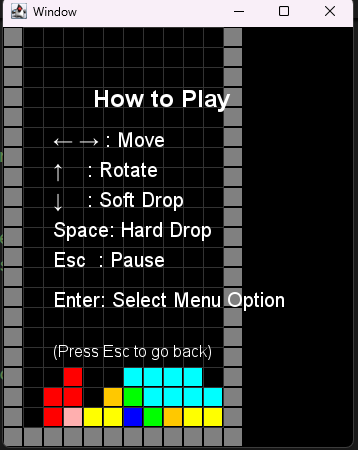 Window
How to Play
← → : Move
↑ : Rotate
↓ : Soft Drop
Space: Hard Drop
Esc : Pause
Enter: Select Menu Option
(Press Esc to go back)